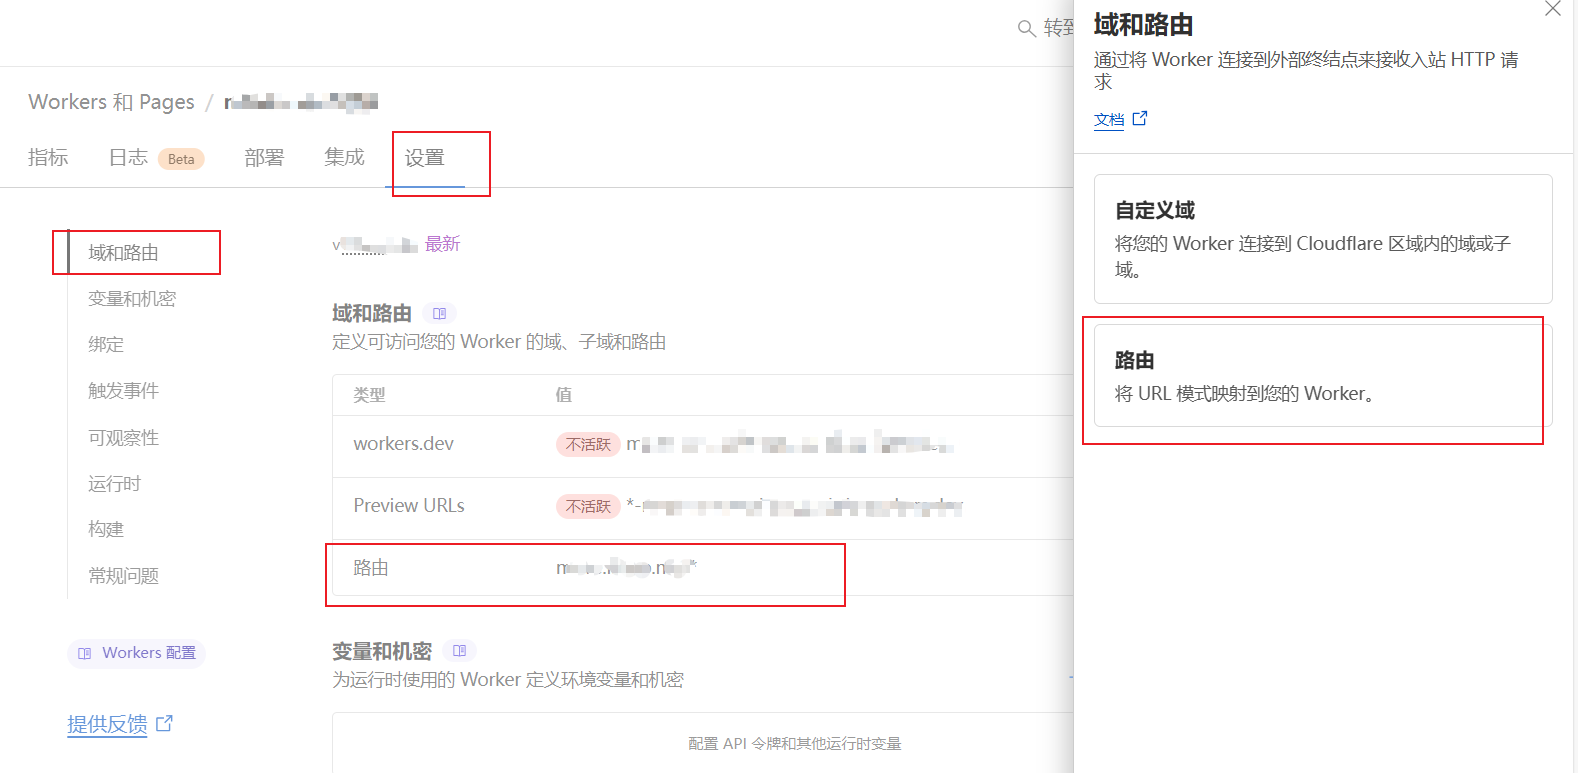 转到
Workers 和 Pages /
指标
日志 Beta
部署
集成
设置
域和路由
变量和机密
绑定
触发事件
可观察性
运行时
构建
常规问题
Workers 配置
提供反馈
最新
域和路由
定义可访问您的 Worker 的域、子域和路由
类型 值
workers.dev 不活跃
Preview URLs 不活跃
路由
变量和机密
为运行时使用的 Worker 定义环境变量和机密
配置 API 令牌和其他运行时变量
域和路由
通过将 Worker 连接到外部终结点来接收入站 HTTP 请
求
文档
自定义域
将您的 Worker 连接到 Cloudflare 区域内的域或子
域。
路由
将 URL 模式映射到您的 Worker。